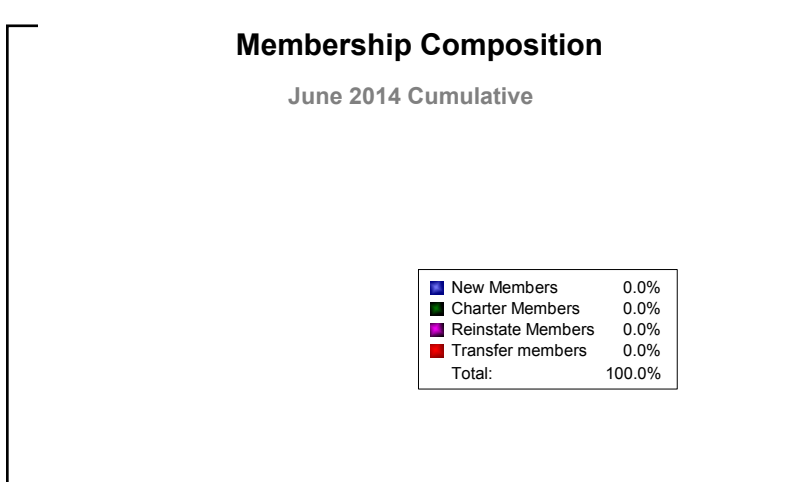 Membership Composition
June 2014 Cumulative
New Members 0.0%
Charter Members 0.0%
Reinstate Members 0.0%
Transfer members 0.0%
Total: 100.0%